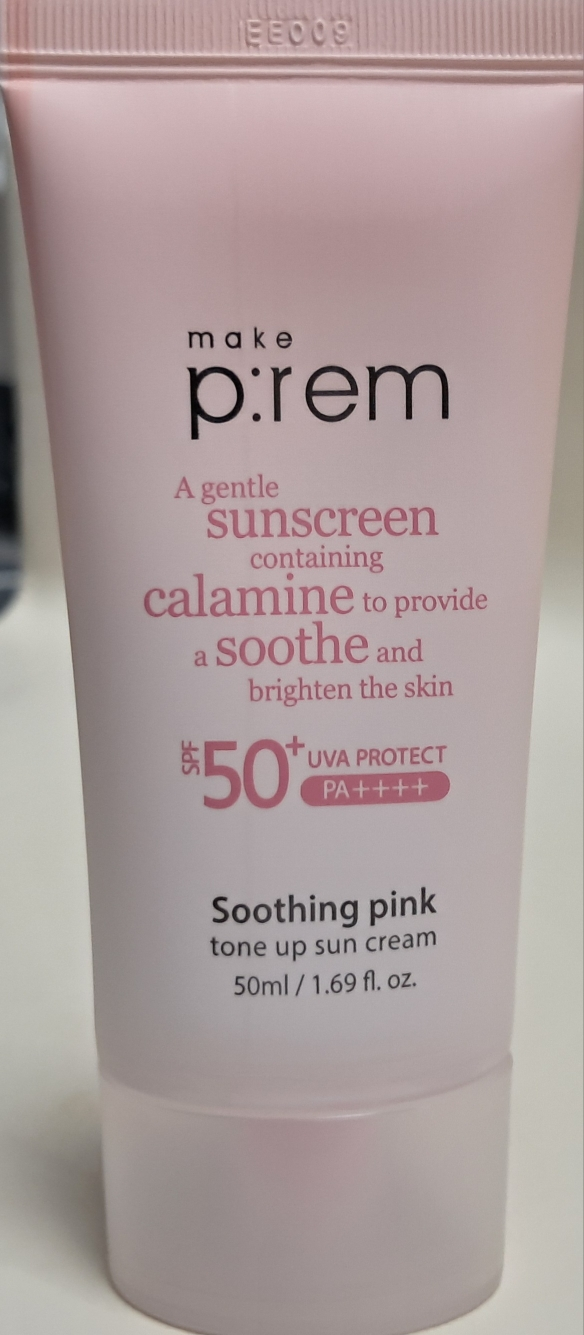 EE009
make
p:rem
A gentle
sunscreen
containing
calamine to provide
a soothe and
brighten the skin
SPF 50+ UVA PROTECT
PA++++
Soothing pink
tone up sun cream
50ml / 1.69 fl. oz.